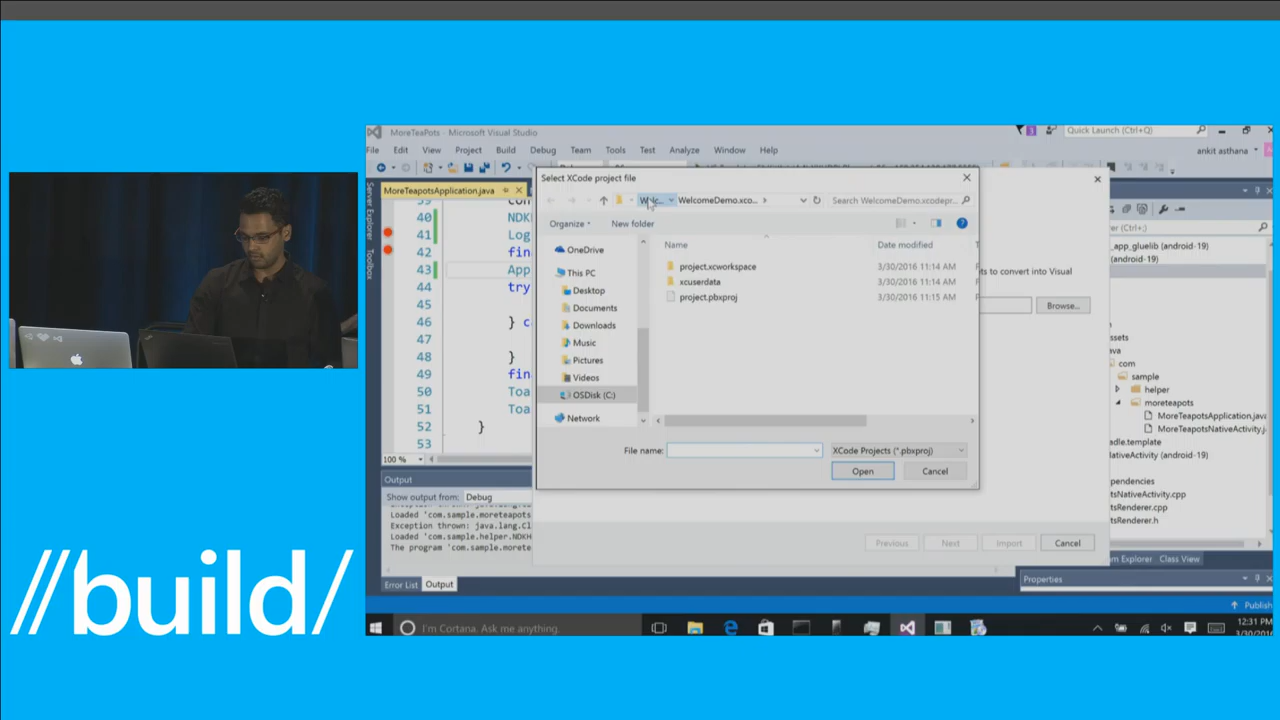 MoreTeaPots - Microsoft Visual Studio
3
Quick Launch (Ctrl+Q)
File Edit View Project Build Debug Team Tools Test Analyze Window Help
ankit asthana
Server Explorer
Toolbox
MoreTeapotsApplication.java
40 NDK
41 Log
42 fin
43 App
44 try
45
46 } c
47
48 }
49 fin
50 Toa
51 Toa
52 }
53
100 %
Select XCode project file
Welc... WelcomeDemo.xco...
Search WelcomeDemo.xcodepr...
Organize New folder
OneDrive
This PC
Desktop
Documents
Downloads
Music
Pictures
Videos
OSDisk (C:)
Network
Name Date modified
project.xcworkspace 3/30/2016 11:14 AM
xcuserdata 3/30/2016 11:14 AM
project.pbxproj 3/30/2016 11:15 AM
File name:
XCode Projects (*.pbxproj)
Open Cancel
ts to convert into Visual
Browse...
Previous Next Import Cancel
_app_gluelib (android-19)
(android-19)
ssets
ava
com
sample
helper
moreteapots
MoreTeapotsApplication.java
MoreTeapotsNativeActivity.j
adle.template
NativeActivity (android-19)
pendencies
tsNativeActivity.cpp
tsRenderer.cpp
tsRenderer.h
m Explorer Class View
Properties
Output
Show output from: Debug
Loaded 'com.sample.moreteapots
Exception thrown: java.lang.Cl
Loaded 'com.sample.helper.NDKH
The program 'com.sample.morete
Error List Output
Publish
I'm Cortana. Ask me anything.
12:31 PM
3/30/2016
//build/